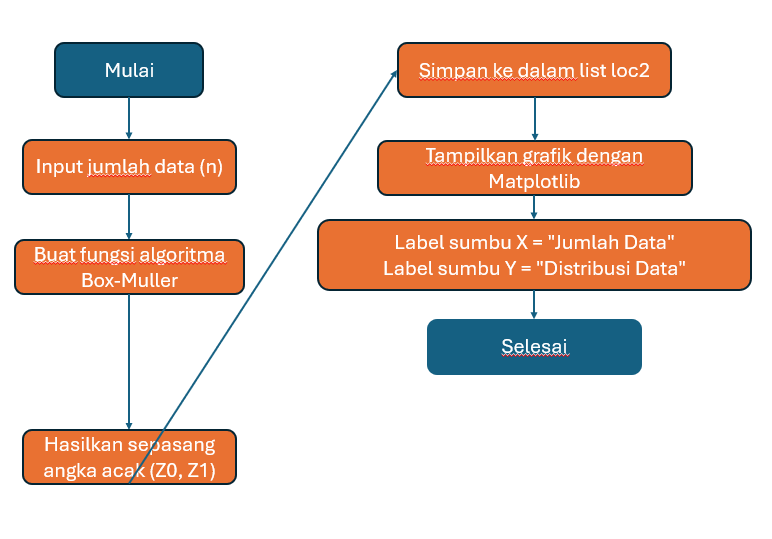 Mulai
Input jumlah data (n)
Buat fungsi algoritma
Box-Muller
Hasilkan sepasang
angka acak (Z0, Z1)
Simpan ke dalam list loc2
Tampilkan grafik dengan
Matplotlib
Label sumbu X = "Jumlah Data"
Label sumbu Y = "Distribusi Data"
Selesai